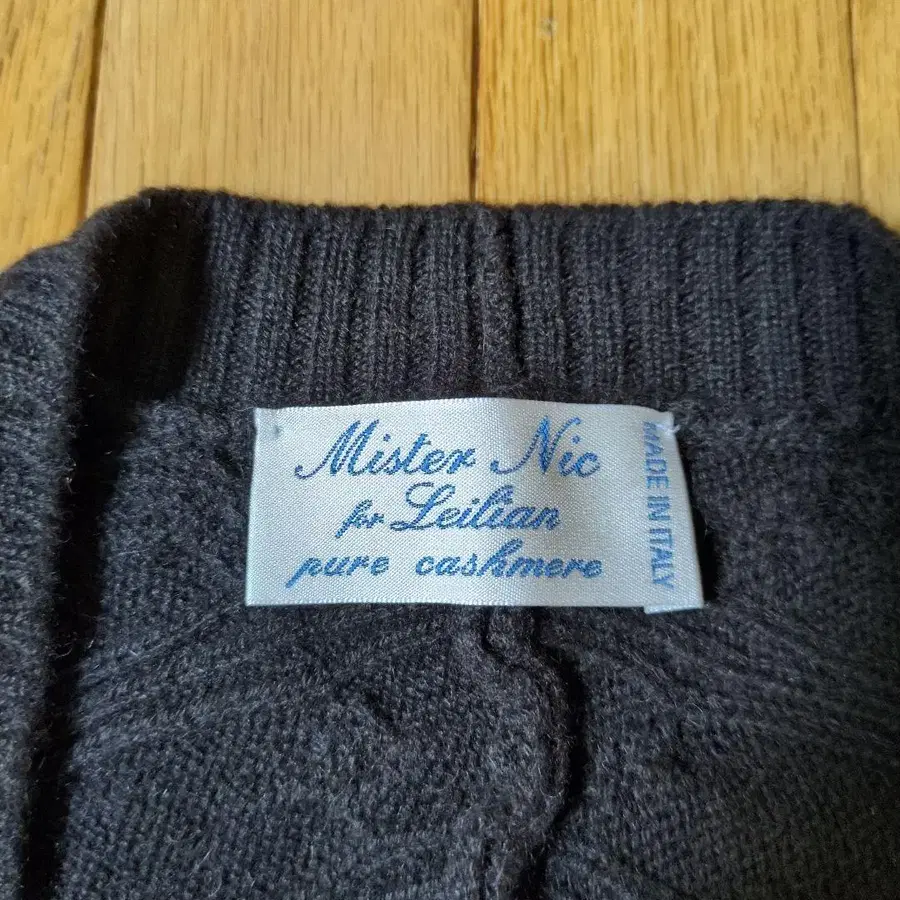 Mister Nic
for Leilian
pure cashmere
MADE IN ITALY